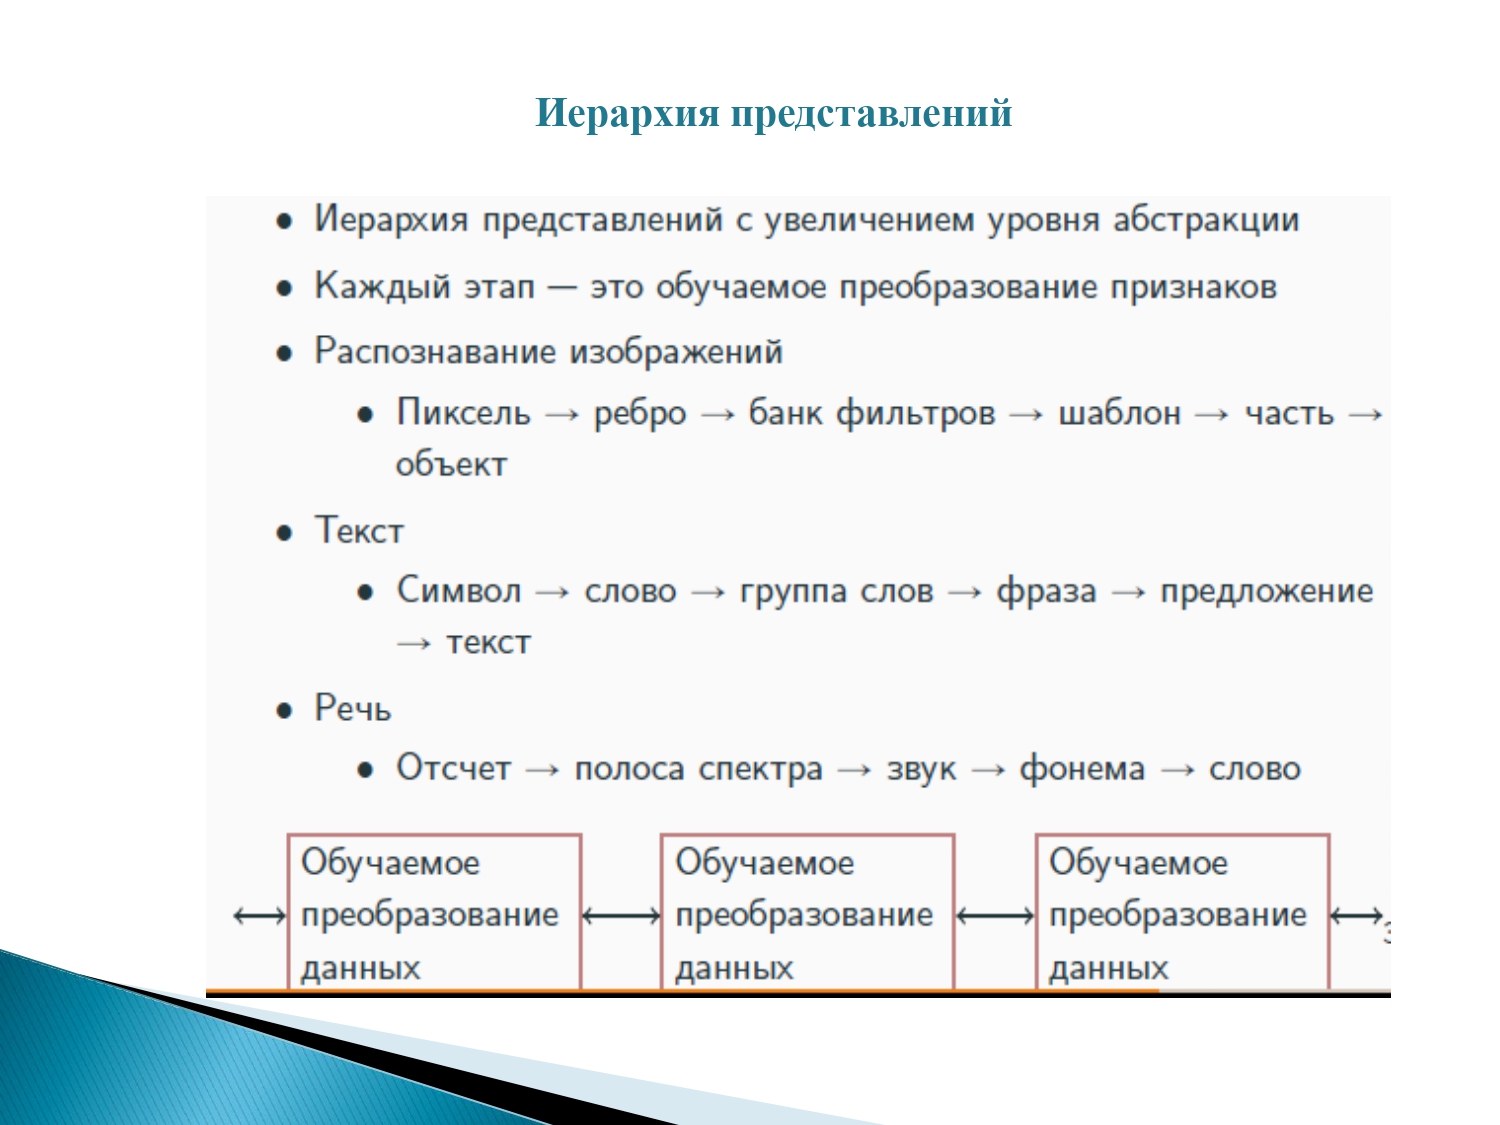 Иерархия представлений
● Иерархия представлений с увеличением уровня абстракции
● Каждый этап — это обучаемое преобразование признаков
● Распознавание изображений
● Пиксель → ребро → банк фильтров → шаблон → часть →
объект
● Текст
● Символ → слово → группа слов → фраза → предложение
→ текст
● Речь
● Отсчет → полоса спектра → звук → фонема → слово
Обучаемое
преобразование
данных
Обучаемое
преобразование
данных
Обучаемое
преобразование
данных